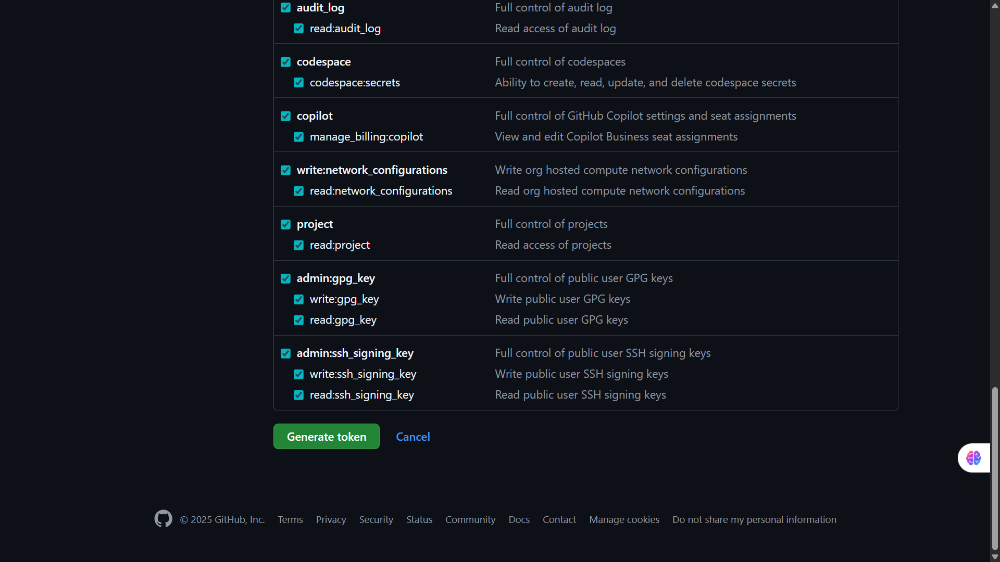 audit_log Full control of audit log
read:audit_log Read access of audit log
codespace Full control of codespaces
codespace:secrets Ability to create, read, update, and delete codespace secrets
copilot Full control of GitHub Copilot settings and seat assignments
manage_billing:copilot View and edit Copilot Business seat assignments
write:network_configurations Write org hosted compute network configurations
read:network_configurations Read org hosted compute network configurations
project Full control of projects
read:project Read access of projects
admin:gpg_key Full control of public user GPG keys
write:gpg_key Write public user GPG keys
read:gpg_key Read public user GPG keys
admin:ssh_signing_key Full control of public user SSH signing keys
write:ssh_signing_key Write public user SSH signing keys
read:ssh_signing_key Read public user SSH signing keys
Generate token Cancel
© 2025 GitHub, Inc. Terms Privacy Security Status Community Docs Contact Manage cookies Do not share my personal information